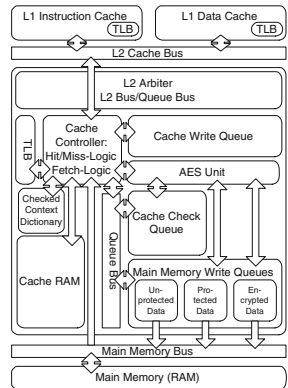 L1 Instruction Cache
TLB
L1 Data Cache
TLB
L2 Cache Bus
L2 Arbiter
L2 Bus/Queue Bus
TLB
Cache
Controller:
Hit/Miss-Logic
Fetch-Logic
Cache Write Queue
AES Unit
Checked
Context
Dictionary
Cache Check
Queue
Queue Bus
Cache RAM
Main Memory Write Queues
Un-
protected
Data
Pro-
tected
Data
En-
crypted
Data
Main Memory Bus
Main Memory (RAM)